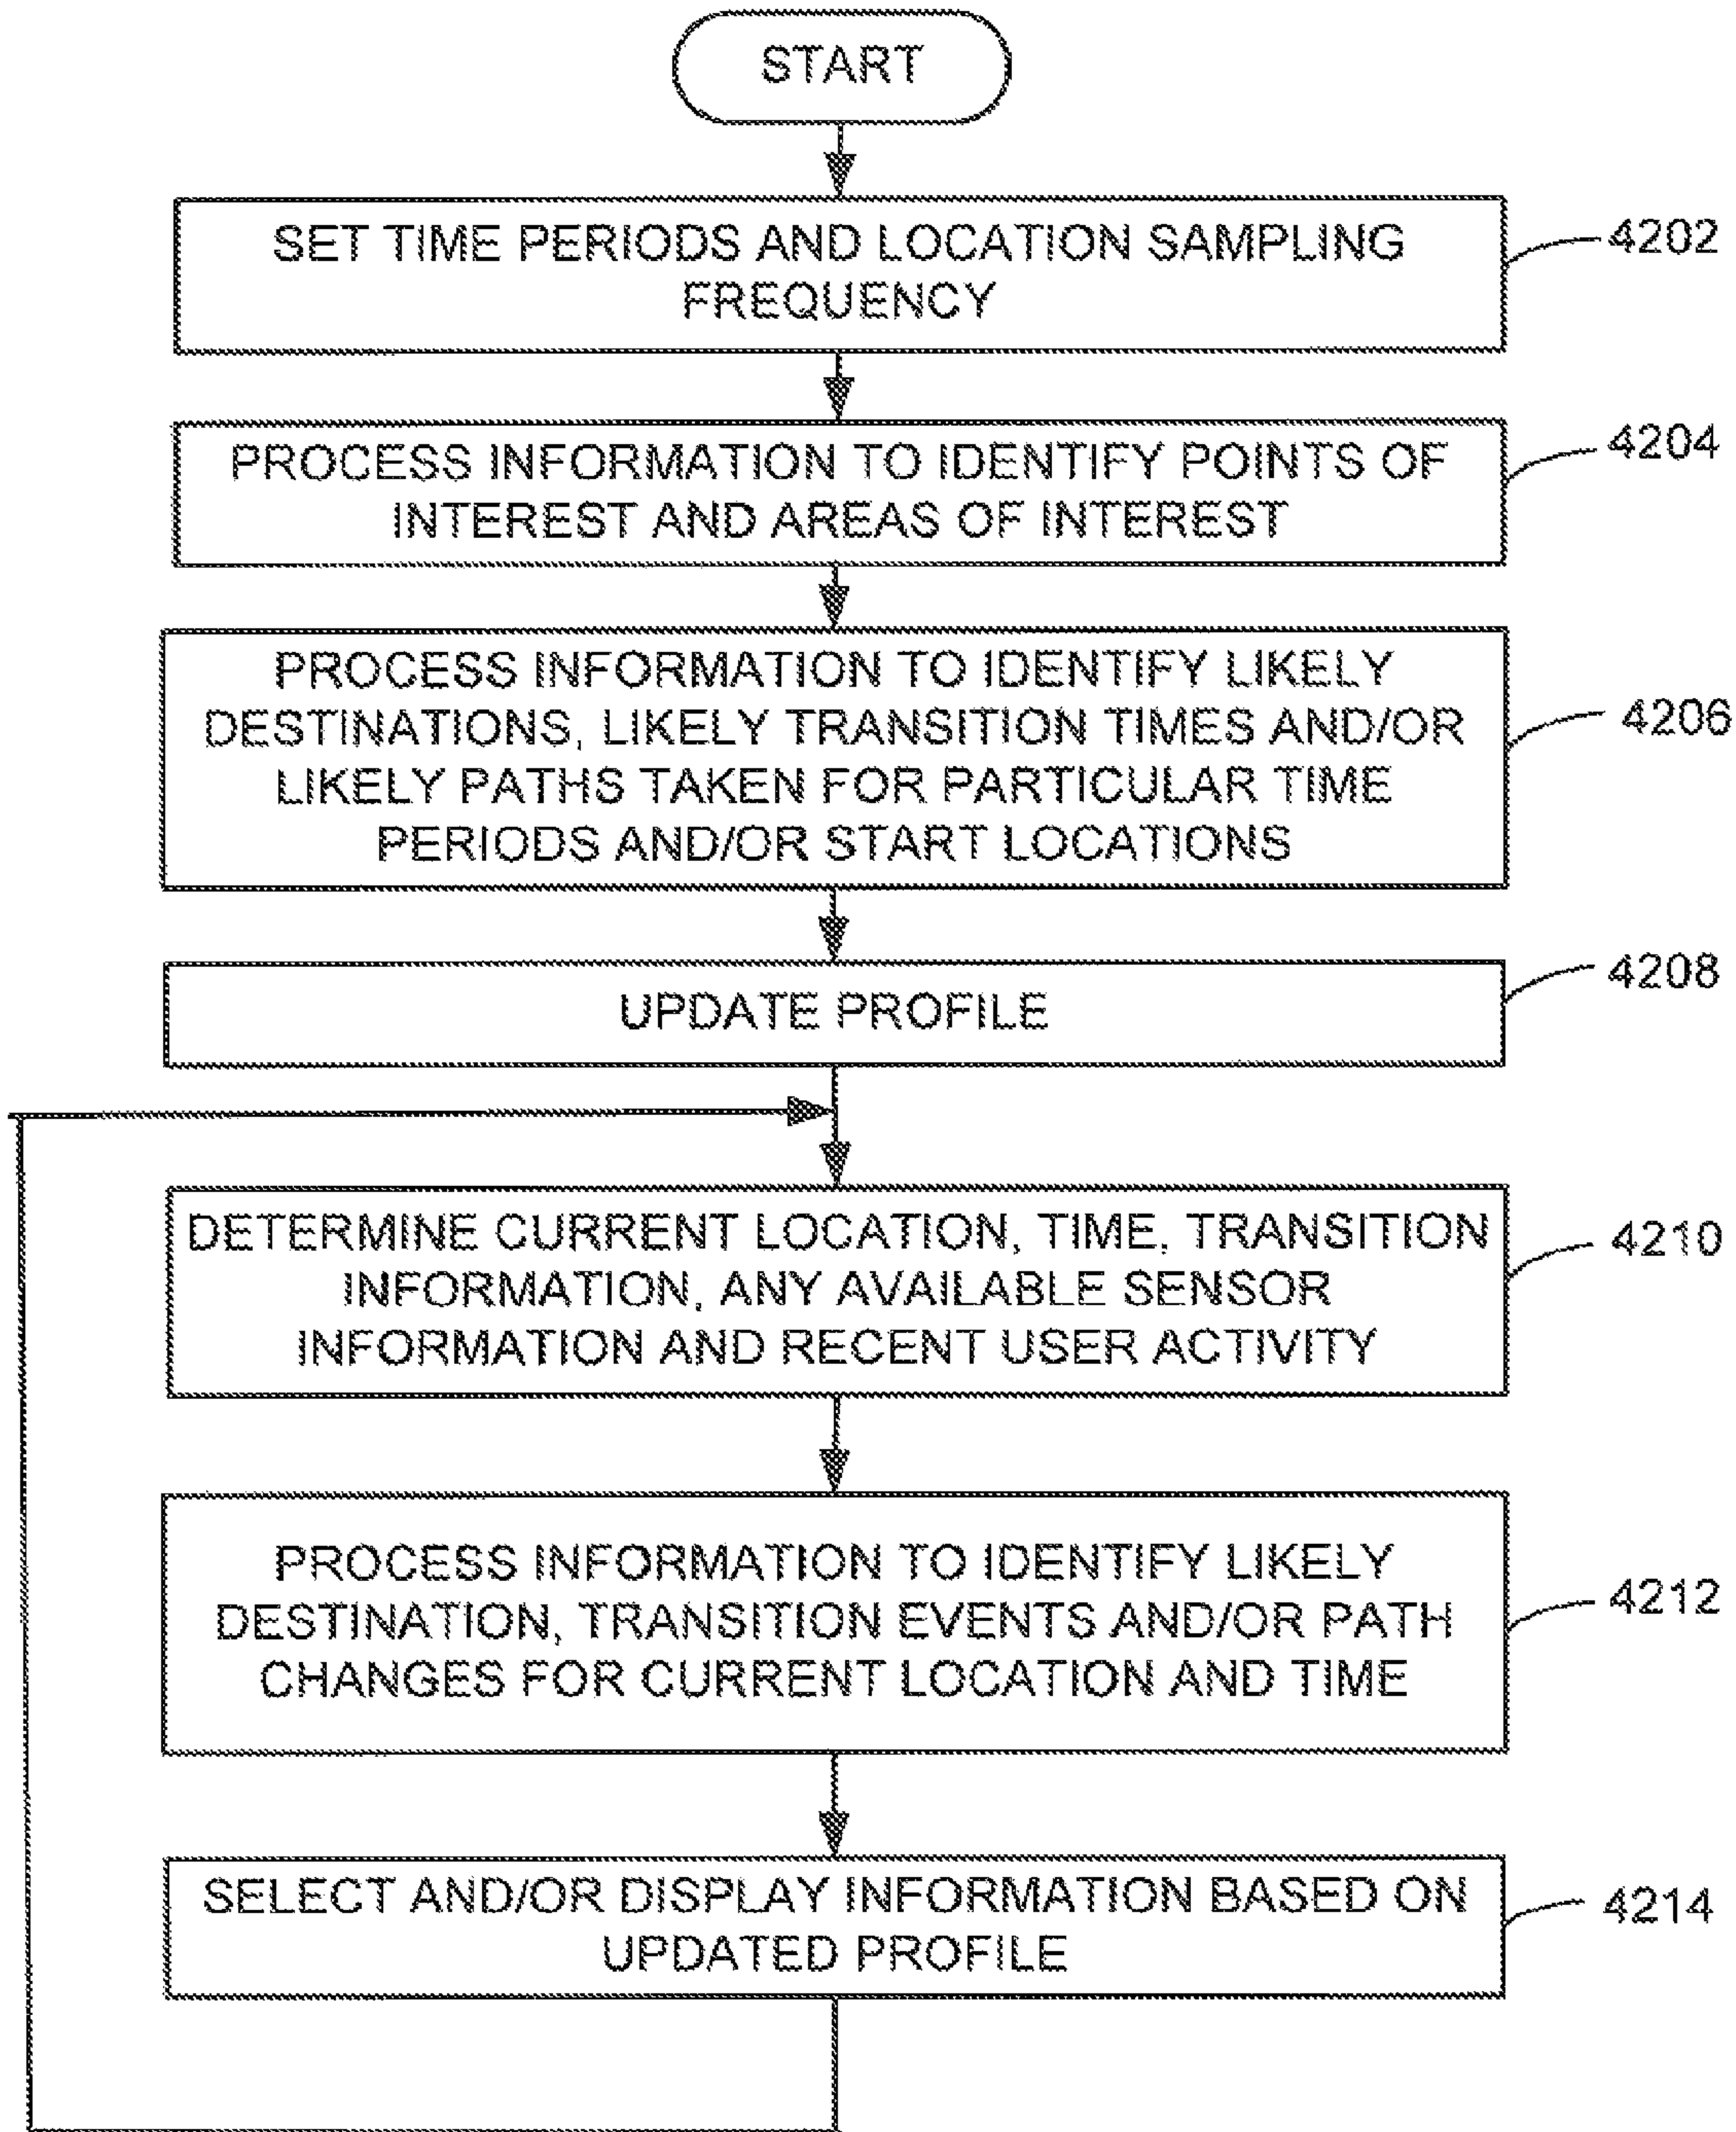 START
SET TIME PERIODS AND LOCATION SAMPLING
FREQUENCY
4202
PROCESS INFORMATION TO IDENTIFY POINTS OF
INTEREST AND AREAS OF INTEREST
4204
PROCESS INFORMATION TO IDENTIFY LIKELY
DESTINATIONS, LIKELY TRANSITION TIMES AND/OR
LIKELY PATHS TAKEN FOR PARTICULAR TIME
PERIODS AND/OR START LOCATIONS
4206
UPDATE PROFILE
4208
DETERMINE CURRENT LOCATION, TIME, TRANSITION
INFORMATION, ANY AVAILABLE SENSOR
INFORMATION AND RECENT USER ACTIVITY
4210
PROCESS INFORMATION TO IDENTIFY LIKELY
DESTINATION, TRANSITION EVENTS AND/OR PATH
CHANGES FOR CURRENT LOCATION AND TIME
4212
SELECT AND/OR DISPLAY INFORMATION BASED ON
UPDATED PROFILE
4214